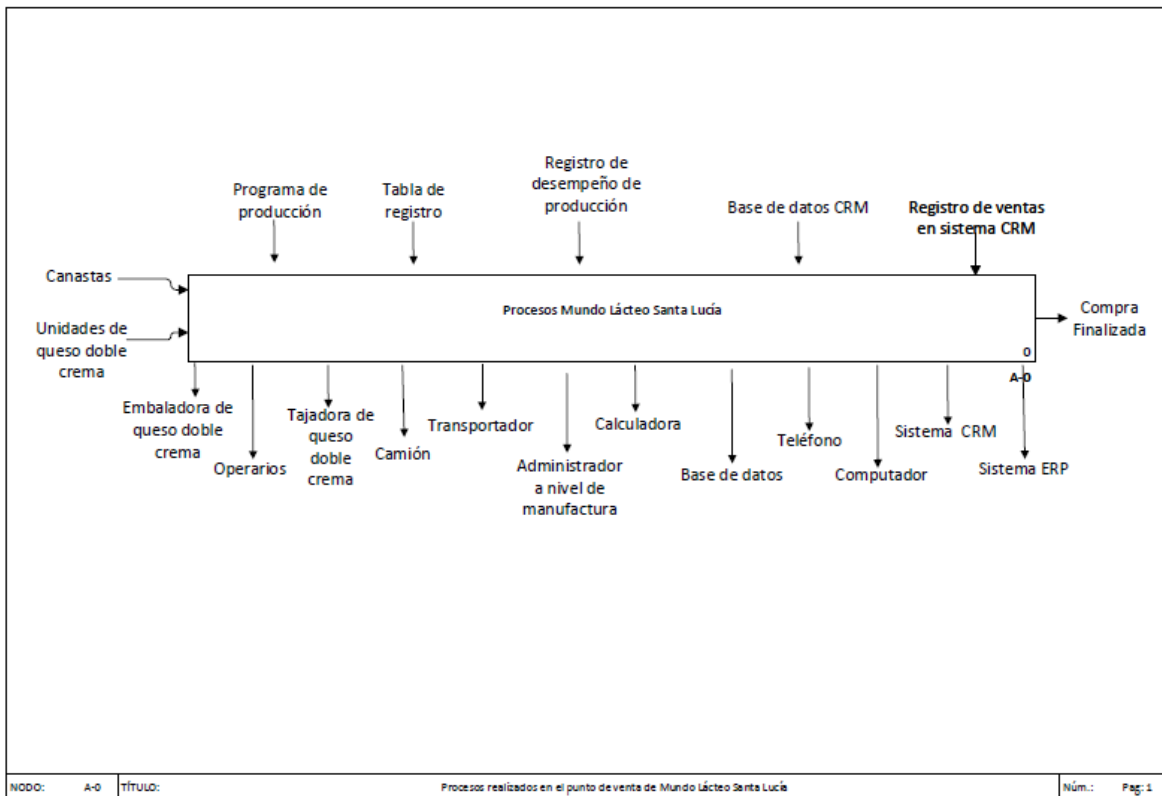 Registro de
desempeño de
producción
Programa de
producción
Tabla de
registro
Base de datos CRM
Registro de ventas
en sistema CRM
Canastas
Procesos Mundo Lácteo Santa Lucía
Compra
Finalizada
Unidades de
queso doble
crema
0
A-0
Embaladora de
queso doble
crema
Operarios
Tajadora de
queso
doble
crema
Camión
Transportador
Administrador
a nivel de
manufactura
Calculadora
Base de datos
Teléfono
Computador
Sistema CRM
Sistema ERP
NODO: A-0 TÍTULO: Procesos realizados en el punto de venta de Mundo Lácteo Santa Lucía Núm.: Pag: 1